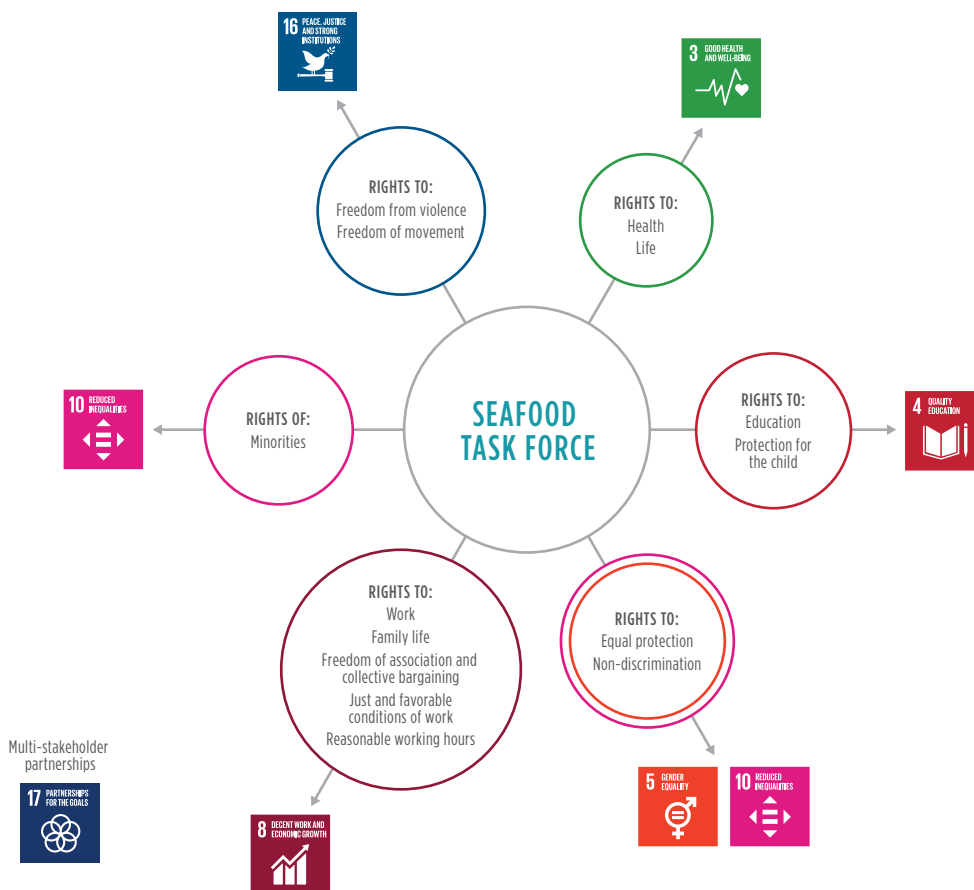 16 PEACE, JUSTICE
AND STRONG
INSTITUTIONS
3 GOOD HEALTH
AND WELL-BEING
RIGHTS TO:
Freedom from violence
Freedom of movement
RIGHTS TO:
Health
Life
10 REDUCED
INEQUALITIES
RIGHTS OF:
Minorities
SEAFOOD
TASK FORCE
RIGHTS TO:
Education
Protection for
the child
4 QUALITY
EDUCATION
RIGHTS TO:
Work
Family life
Freedom of association and
collective bargaining
Just and favorable
conditions of work
Reasonable working hours
RIGHTS TO:
Equal protection
Non-discrimination
Multi-stakeholder
partnerships
17 PARTNERSHIPS
FOR THE GOALS
8 DECENT WORK AND
ECONOMIC GROWTH
5 GENDER
EQUALITY
10 REDUCED
INEQUALITIES